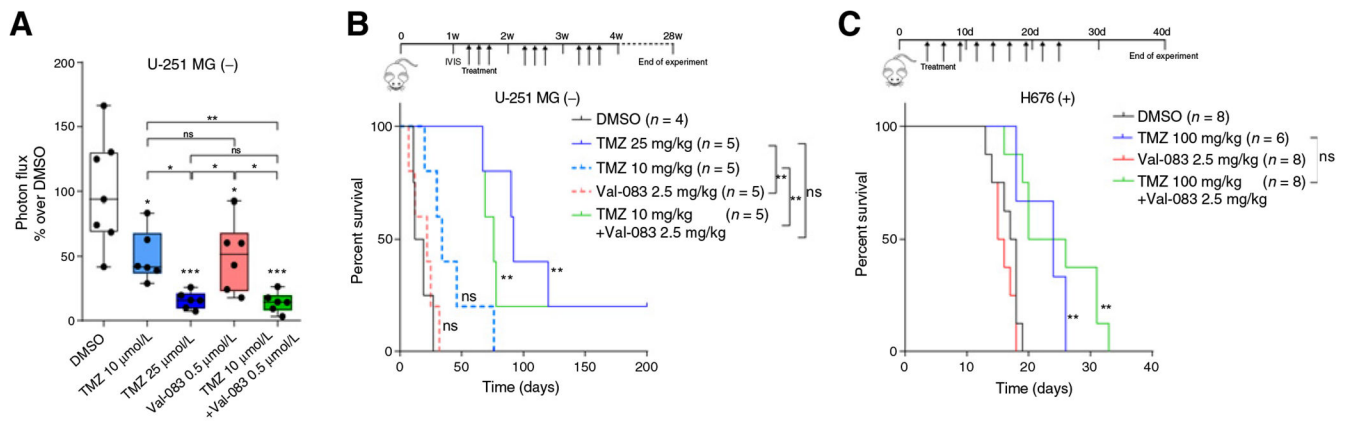 A
U-251 MG (–)
Photon flux
% over DMSO
200
150
100
50
0
**
ns
ns
*
*
*
*
***
*
***
DMSO
TMZ 10 µmol/L
TMZ 25 µmol/L
Val-083 0.5 µmol/L
TMZ 10 µmol/L
+Val-083 0.5 µmol/L
B
0
1w
2w
3w
4w
28w
IVIS
Treatment
End of experiment
U-251 MG (–)
Percent survival
100
50
0
0
50
100
150
200
Time (days)
DMSO (n = 4)
TMZ 25 mg/kg (n = 5)
TMZ 10 mg/kg (n = 5)
Val-083 2.5 mg/kg (n = 5)
TMZ 10 mg/kg (n = 5)
+Val-083 2.5 mg/kg
**
**
ns
**
**
ns
ns
C
0
10d
20d
30d
40d
Treatment
End of experiment
H676 (+)
Percent survival
100
50
0
0
10
20
30
40
Time (days)
DMSO (n = 8)
TMZ 100 mg/kg (n = 6)
Val-083 2.5 mg/kg (n = 8)
TMZ 100 mg/kg (n = 8)
+Val-083 2.5 mg/kg
ns
**
**